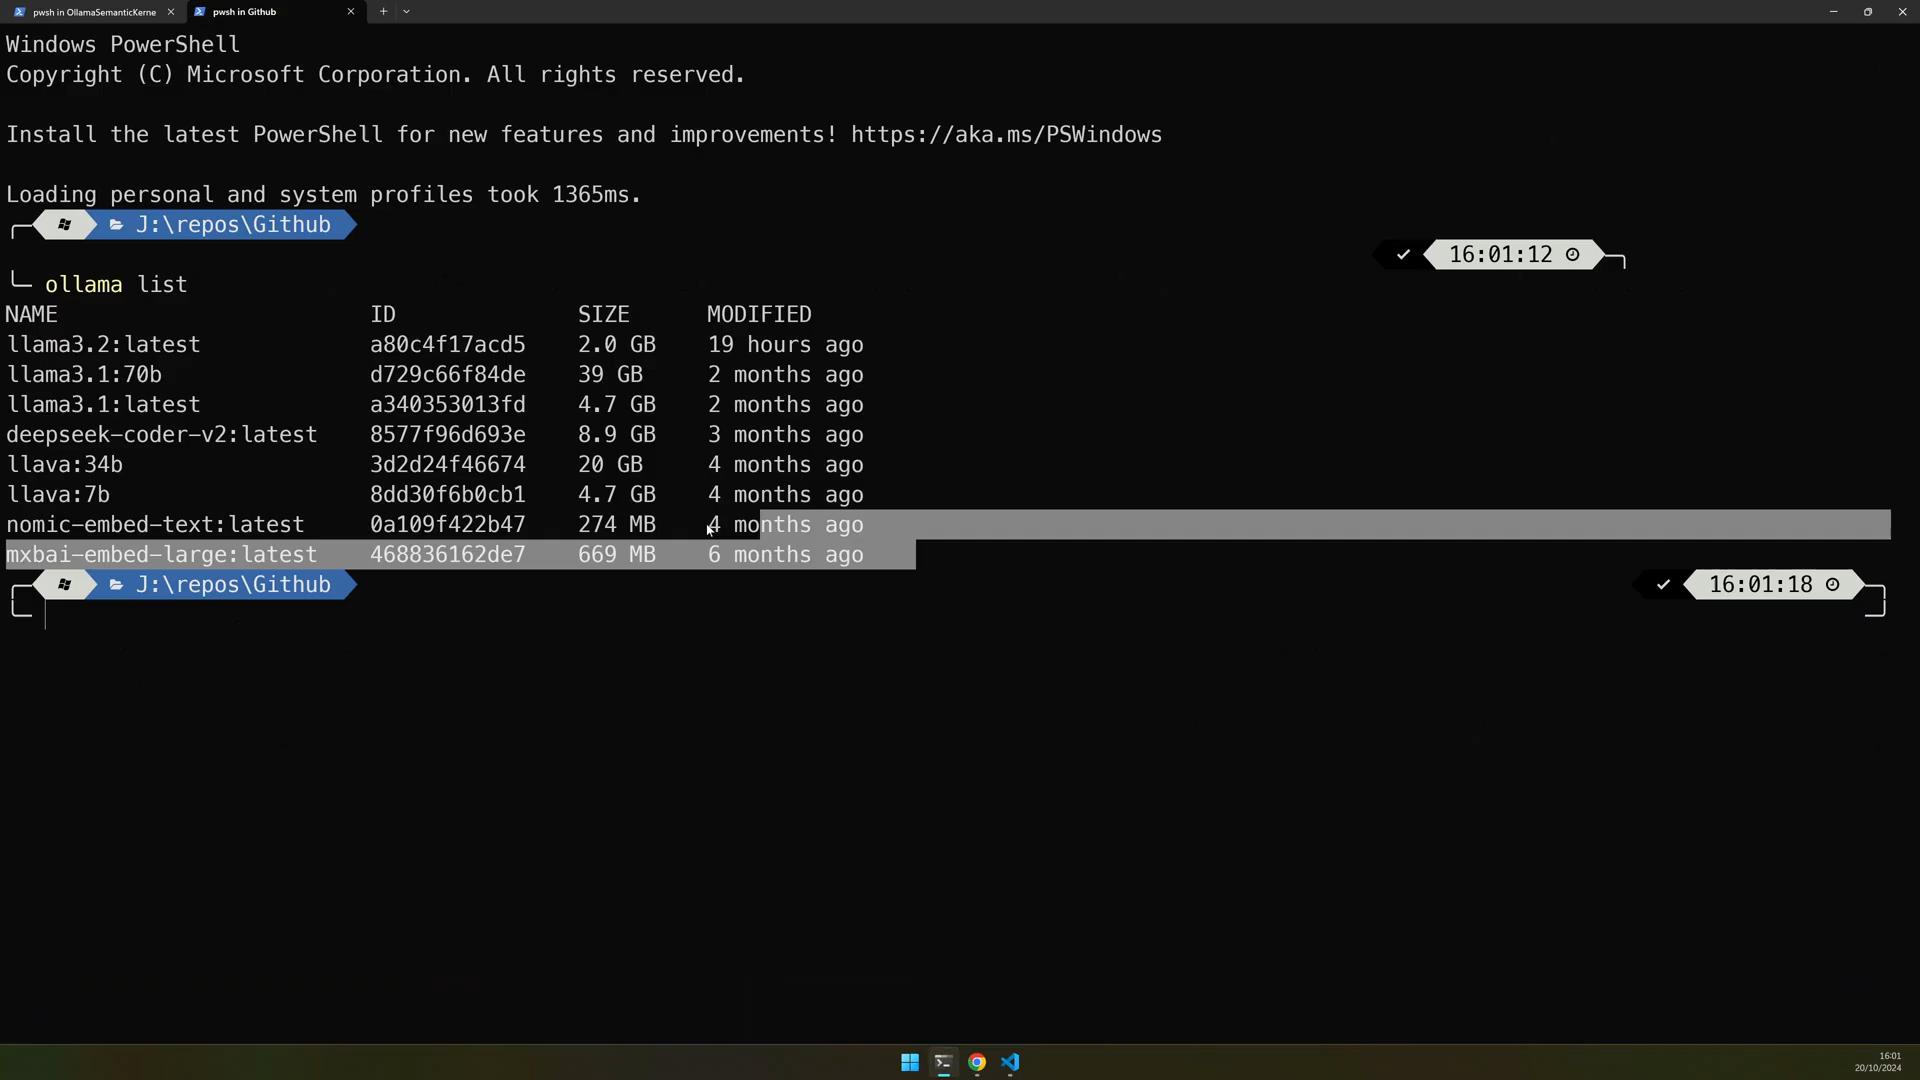 pwsh in OllamaSemanticKerne
pwsh in Github
Windows PowerShell
Copyright (C) Microsoft Corporation. All rights reserved.
Install the latest PowerShell for new features and improvements! https://aka.ms/PSWindows
Loading personal and system profiles took 1365ms.
J:\repos\Github
16:01:12
ollama list
NAME ID SIZE MODIFIED
llama3.2:latest a80c4f17acd5 2.0 GB 19 hours ago
llama3.1:70b d729c66f84de 39 GB 2 months ago
llama3.1:latest a340353013fd 4.7 GB 2 months ago
deepseek-coder-v2:latest 8577f96d693e 8.9 GB 3 months ago
llava:34b 3d2d24f46674 20 GB 4 months ago
llava:7b 8dd30f6b0cb1 4.7 GB 4 months ago
nomic-embed-text:latest 0a109f422b47 274 MB 4 months ago
mxbai-embed-large:latest 468836162de7 669 MB 6 months ago
J:\repos\Github 16:01:18
16:01
20/10/2024